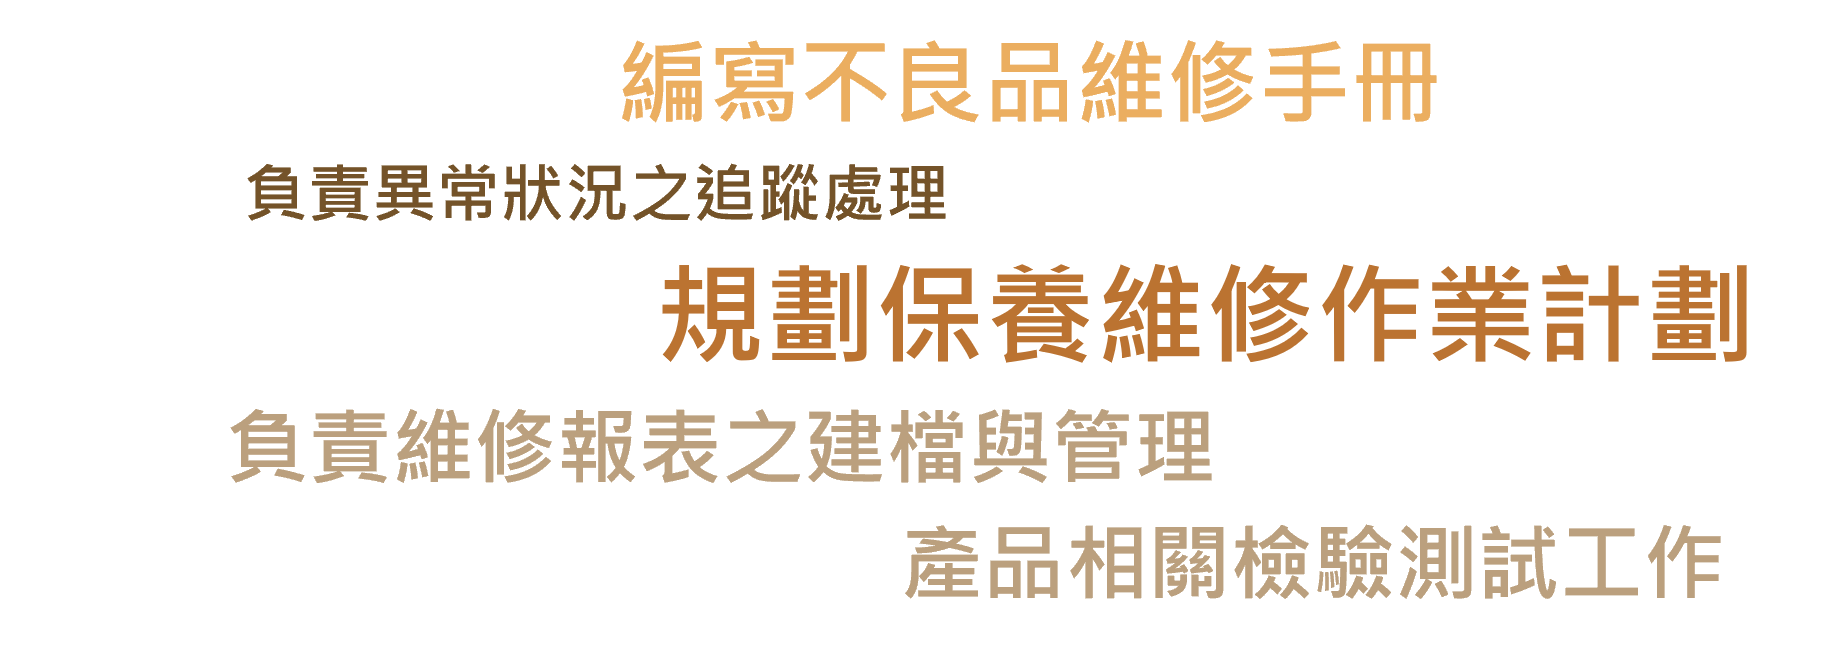 編寫不良品維修手冊
負責異常狀況之追蹤處理
規劃保養維修作業計劃
負責維修報表之建檔與管理
產品相關檢驗測試工作